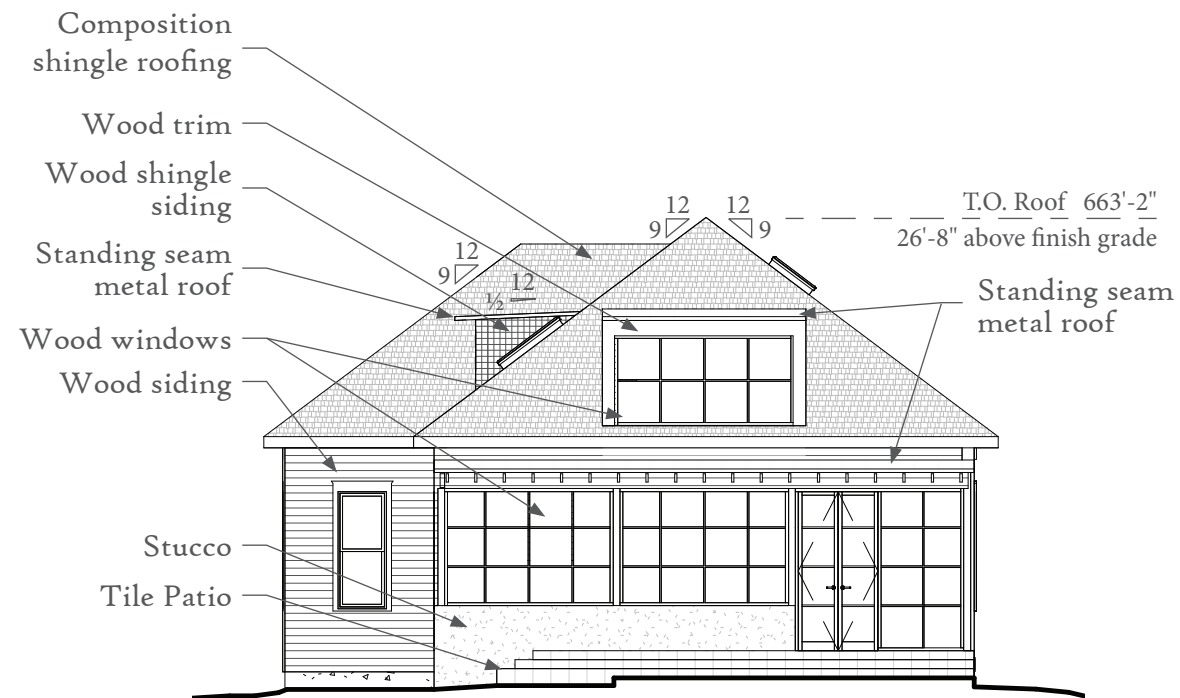 Composition
shingle roofing
Wood trim
Wood shingle
siding
Standing seam
metal roof
Wood windows
Wood siding
Stucco
Tile Patio
12
9
12
½
12
9
12
9
T.O. Roof 663'-2"
26'-8" above finish grade
Standing seam
metal roof